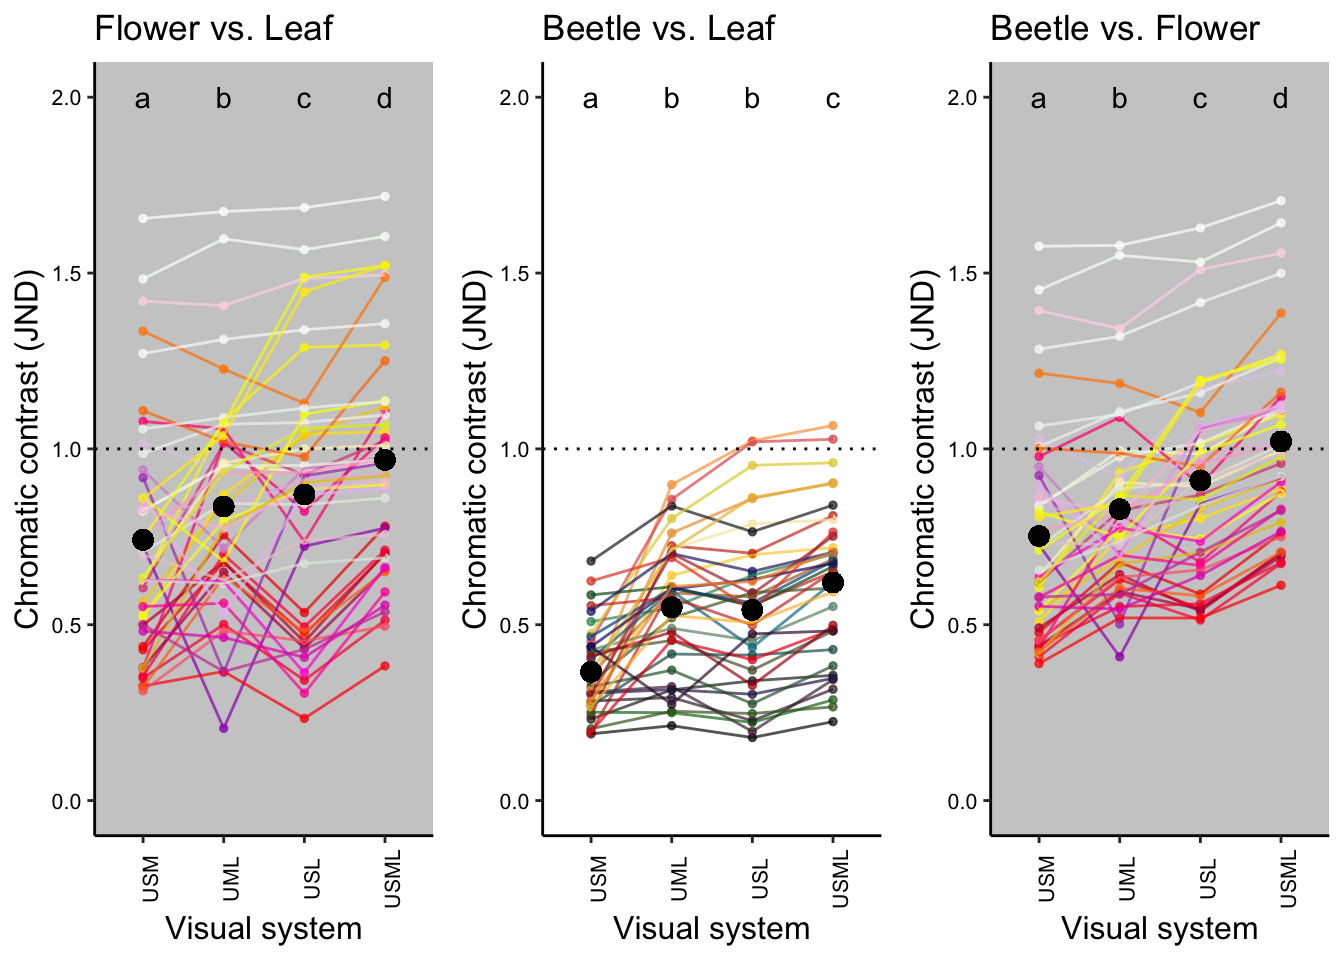 Flower vs. Leaf
Beetle vs. Leaf
Beetle vs. Flower
Chromatic contrast (JND)
2.0
1.5
1.0
0.5
0.0
a b c d
USM UML USL USML
Visual system
Chromatic contrast (JND)
2.0
1.5
1.0
0.5
0.0
a b b c
USM UML USL USML
Visual system
Chromatic contrast (JND)
2.0
1.5
1.0
0.5
0.0
a b c d
USM UML USL USML
Visual system